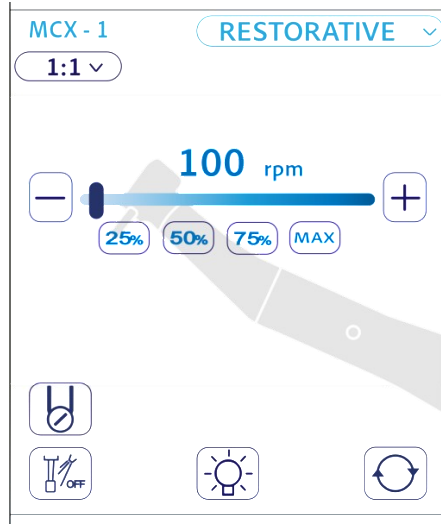 MCX - 1
RESTORATIVE
1:1
100 rpm
25% 50% 75% MAX
OFF